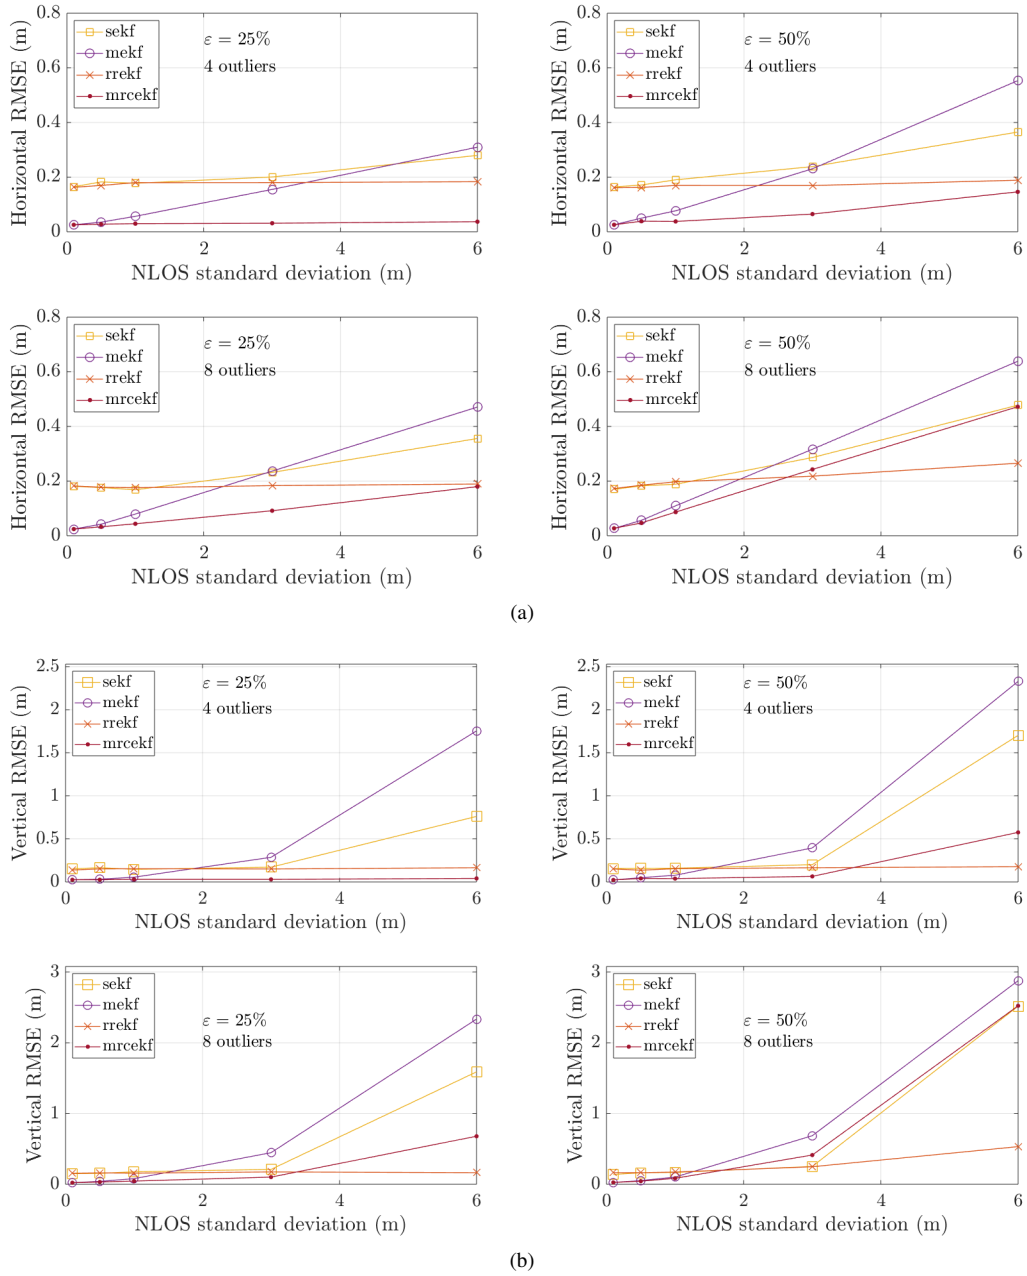 0.8
0.6
0.4
0.2
0
Horizontal RMSE (m)
sekf
mekf
rrekf
mrcekf
ε = 25%
4 outliers
0 2 4 6
NLOS standard deviation (m)
0.8
0.6
0.4
0.2
0
Horizontal RMSE (m)
sekf
mekf
rrekf
mrcekf
ε = 50%
4 outliers
0 2 4 6
NLOS standard deviation (m)
0.8
0.6
0.4
0.2
0
Horizontal RMSE (m)
sekf
mekf
rrekf
mrcekf
ε = 25%
8 outliers
0 2 4 6
NLOS standard deviation (m)
0.8
0.6
0.4
0.2
0
Horizontal RMSE (m)
sekf
mekf
rrekf
mrcekf
ε = 50%
8 outliers
0 2 4 6
NLOS standard deviation (m)
(a)
2.5
2
1.5
1
0.5
0
Vertical RMSE (m)
sekf
mekf
rrekf
mrcekf
ε = 25%
4 outliers
0 2 4 6
NLOS standard deviation (m)
2.5
2
1.5
1
0.5
0
Vertical RMSE (m)
sekf
mekf
rrekf
mrcekf
ε = 50%
4 outliers
0 2 4 6
NLOS standard deviation (m)
3
2
1
0
Vertical RMSE (m)
sekf
mekf
rrekf
mrcekf
ε = 25%
8 outliers
0 2 4 6
NLOS standard deviation (m)
3
2
1
0
Vertical RMSE (m)
sekf
mekf
rrekf
mrcekf
ε = 50%
8 outliers
0 2 4 6
NLOS standard deviation (m)
(b)